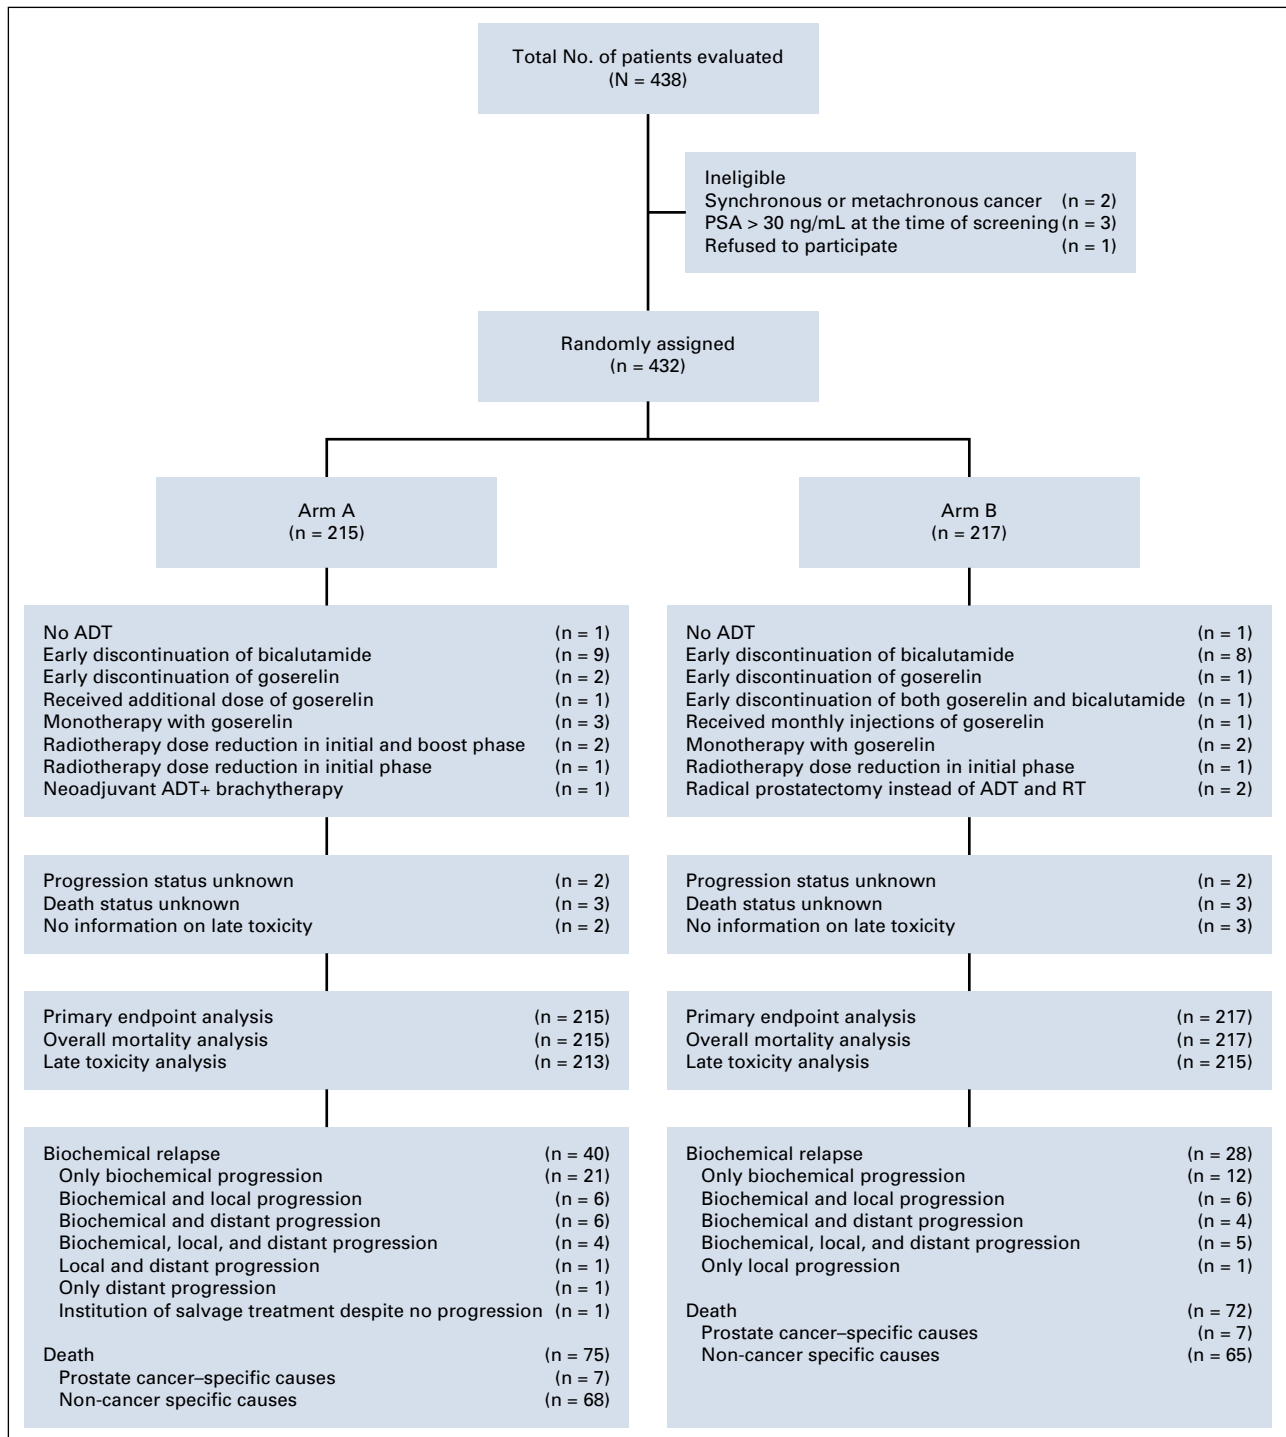 Total No. of patients evaluated
(N = 438)
Ineligible
Synchronous or metachronous cancer (n = 2)
PSA > 30 ng/mL at the time of screening (n = 3)
Refused to participate (n = 1)
Randomly assigned
(n = 432)
Arm A
(n = 215)
Arm B
(n = 217)
No ADT (n = 1)
Early discontinuation of bicalutamide (n = 9)
Early discontinuation of goserelin (n = 2)
Received additional dose of goserelin (n = 1)
Monotherapy with goserelin (n = 3)
Radiotherapy dose reduction in initial and boost phase (n = 2)
Radiotherapy dose reduction in initial phase (n = 1)
Neoadjuvant ADT+ brachytherapy (n = 1)
No ADT (n = 1)
Early discontinuation of bicalutamide (n = 8)
Early discontinuation of goserelin (n = 1)
Early discontinuation of both goserelin and bicalutamide (n = 1)
Received monthly injections of goserelin (n = 1)
Monotherapy with goserelin (n = 2)
Radiotherapy dose reduction in initial phase (n = 1)
Radical prostatectomy instead of ADT and RT (n = 2)
Progression status unknown (n = 2)
Death status unknown (n = 3)
No information on late toxicity (n = 2)
Progression status unknown (n = 2)
Death status unknown (n = 3)
No information on late toxicity (n = 3)
Primary endpoint analysis (n = 215)
Overall mortality analysis (n = 215)
Late toxicity analysis (n = 213)
Primary endpoint analysis (n = 217)
Overall mortality analysis (n = 217)
Late toxicity analysis (n = 215)
Biochemical relapse (n = 40)
Only biochemical progression (n = 21)
Biochemical and local progression (n = 6)
Biochemical and distant progression (n = 6)
Biochemical, local, and distant progression (n = 4)
Local and distant progression (n = 1)
Only distant progression (n = 1)
Institution of salvage treatment despite no progression (n = 1)
Death (n = 75)
Prostate cancer–specific causes (n = 7)
Non-cancer specific causes (n = 68)
Biochemical relapse (n = 28)
Only biochemical progression (n = 12)
Biochemical and local progression (n = 6)
Biochemical and distant progression (n = 4)
Biochemical, local, and distant progression (n = 5)
Only local progression (n = 1)
Death (n = 72)
Prostate cancer–specific causes (n = 7)
Non-cancer specific causes (n = 65)